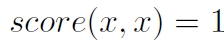 score(x, x) = 1